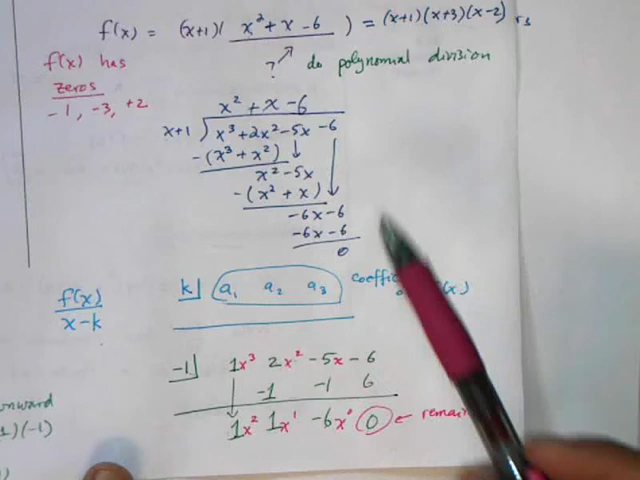 f(x) = (x+1)( x² + x - 6 ) = (x+1)(x+3)(x-2)
f(x) has
zeros
-1, -3, +2
? do polynomial division
x² + x - 6
x+1 ) x³ + 2x² - 5x - 6
-(x³ + x²)
x² - 5x
-(x² + x)
-6x - 6
-6x - 6
0
f(x)
x-k
k a₁ a₂ a₃
-1 1x³ 2x² -5x -6
-1 -1 6
1x² 1x¹ -6x⁰ 0 ←
1)(-1)